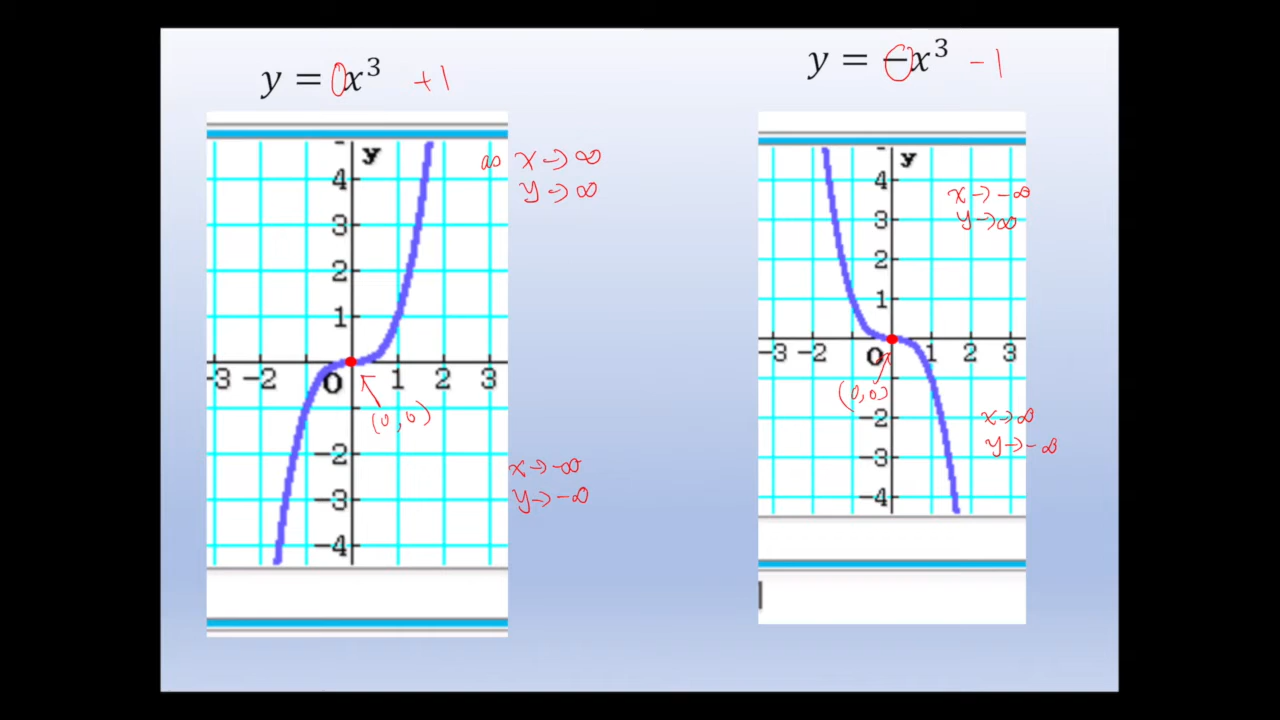 y = x³ +1
as x → ∞
y → ∞
y
4
3
2
1
-3 -2 O 1 2 3
(0,0)
-2
-3
-4
x → -∞
y → -∞
y = -x³ -1
y
4
3
2
1
x → -∞
y → ∞
-3 -2 O 1 2 3
(0,0)
-2
-3
-4
x → ∞
y → -∞